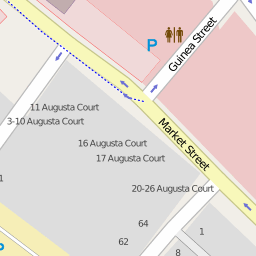 P
Guinea Street
11 Augusta Court
3-10 Augusta Court
Market Street
16 Augusta Court
17 Augusta Court
1
20-26 Augusta Court
64
1
62
8
P